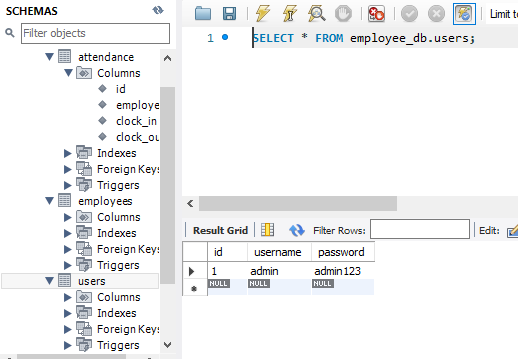 SCHEMAS
Filter objects
attendance
Columns
id
employe
clock_in
clock_ou
Indexes
Foreign Keys
Triggers
employees
Columns
Indexes
Foreign Keys
Triggers
users
Columns
Indexes
Foreign Keys
Triggers
Limit to
1 SELECT * FROM employee_db.users;
Result Grid Filter Rows: Edit:
id username password
1 admin admin123
NULL NULL NULL